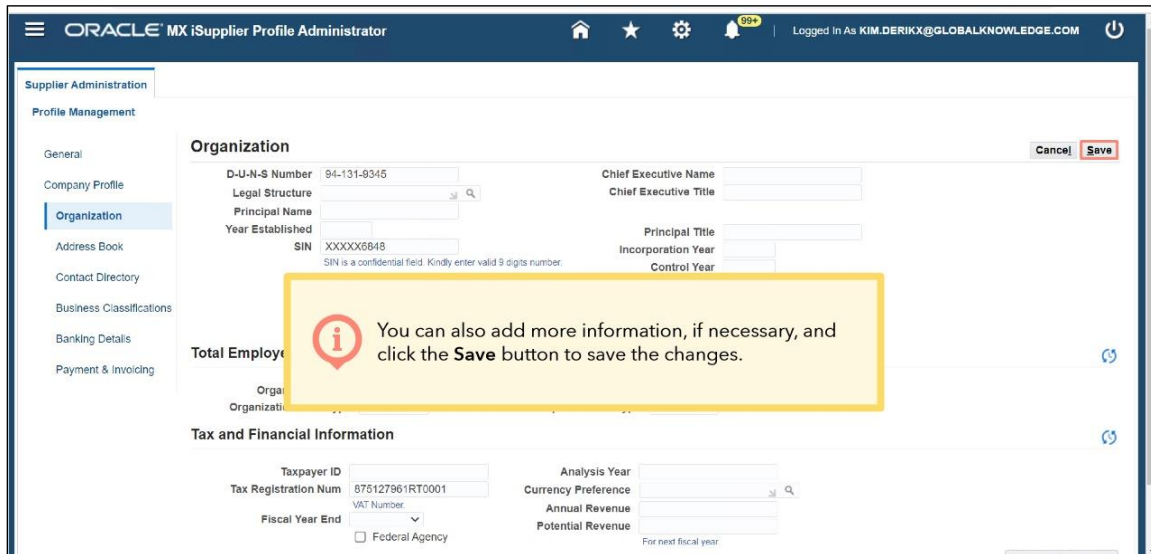 ORACLE MX iSupplier Profile Administrator
99+
Logged In As KIM.DERIKX@GLOBALKNOWLEDGE.COM
Supplier Administration
Profile Management
General
Company Profile
Organization
Address Book
Contact Directory
Business Classifications
Banking Details
Payment & Invoicing
Organization
Cancel Save
D-U-N-S Number 94-131-9345
Chief Executive Name
Legal Structure
Chief Executive Title
Principal Name
Year Established
Principal Title
SIN XXXXX6848
Incorporation Year
SIN is a confidential field. Kindly enter valid 9 digits number.
Control Year
You can also add more information, if necessary, and
click the Save button to save the changes.
Total Employe
Orga
Organizati
Tax and Financial Information
Taxpayer ID
Analysis Year
Tax Registration Num 875127961RT0001
Currency Preference
VAT Number.
Annual Revenue
Fiscal Year End
Potential Revenue
Federal Agency
For next fiscal year.